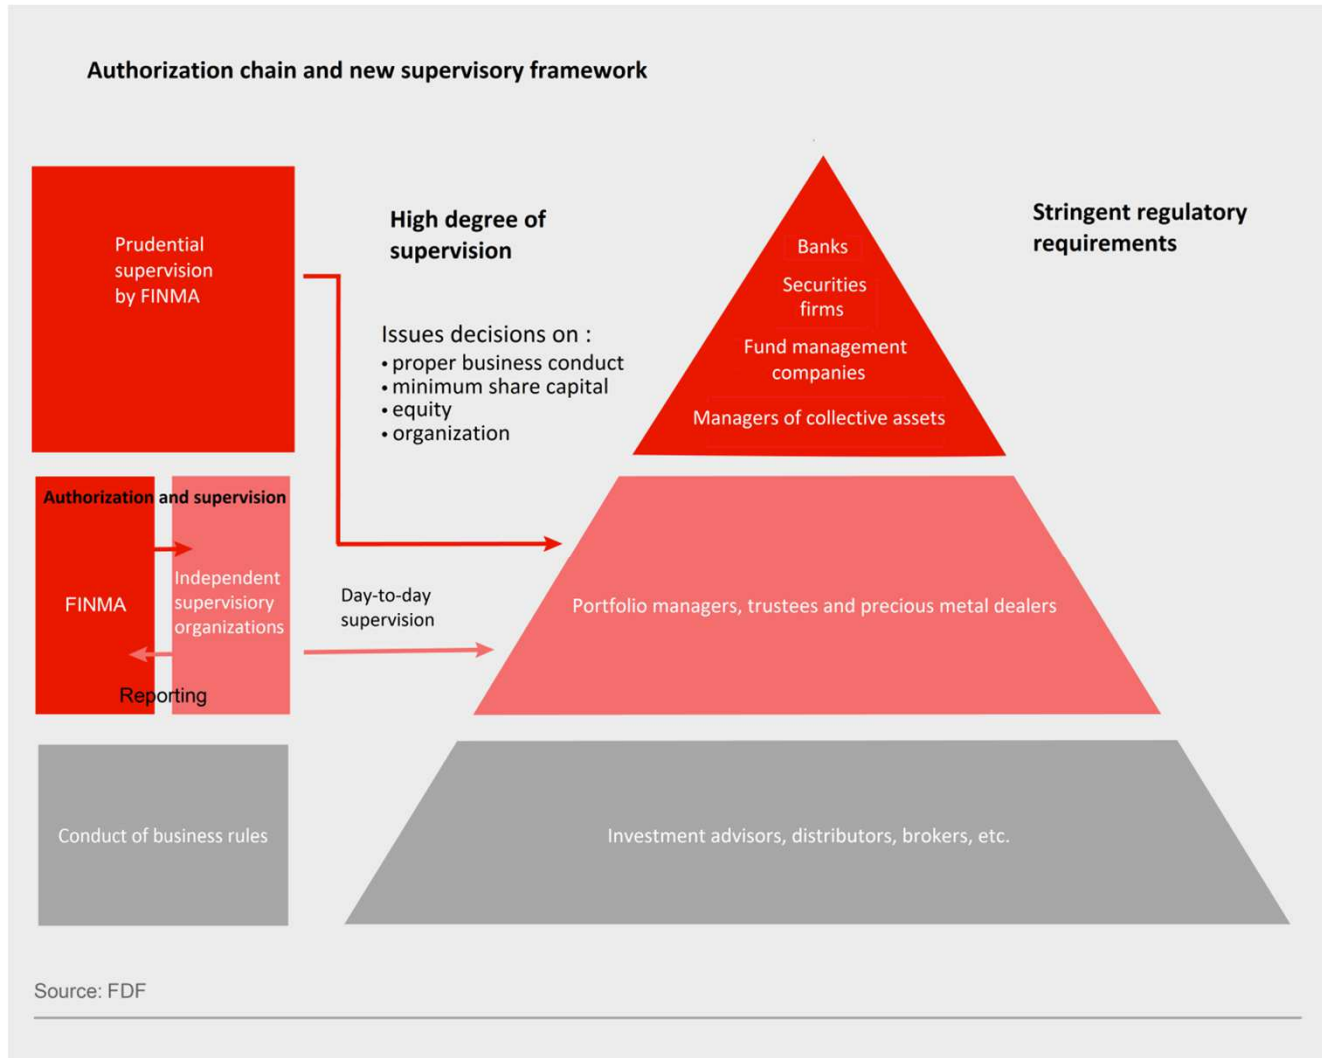 Authorization chain and new supervisory framework
Prudential
supervision
by FINMA
High degree of
supervision
Issues decisions on :
• proper business conduct
• minimum share capital
• equity
• organization
Banks
Securities
firms
Fund management
companies
Managers of collective assets
Stringent regulatory
requirements
Authorization and supervision
FINMA
Independent
supervisiory
organizations
Reporting
Day-to-day
supervision
Portfolio managers, trustees and precious metal dealers
Conduct of business rules
Investment advisors, distributors, brokers, etc.
Source: FDF